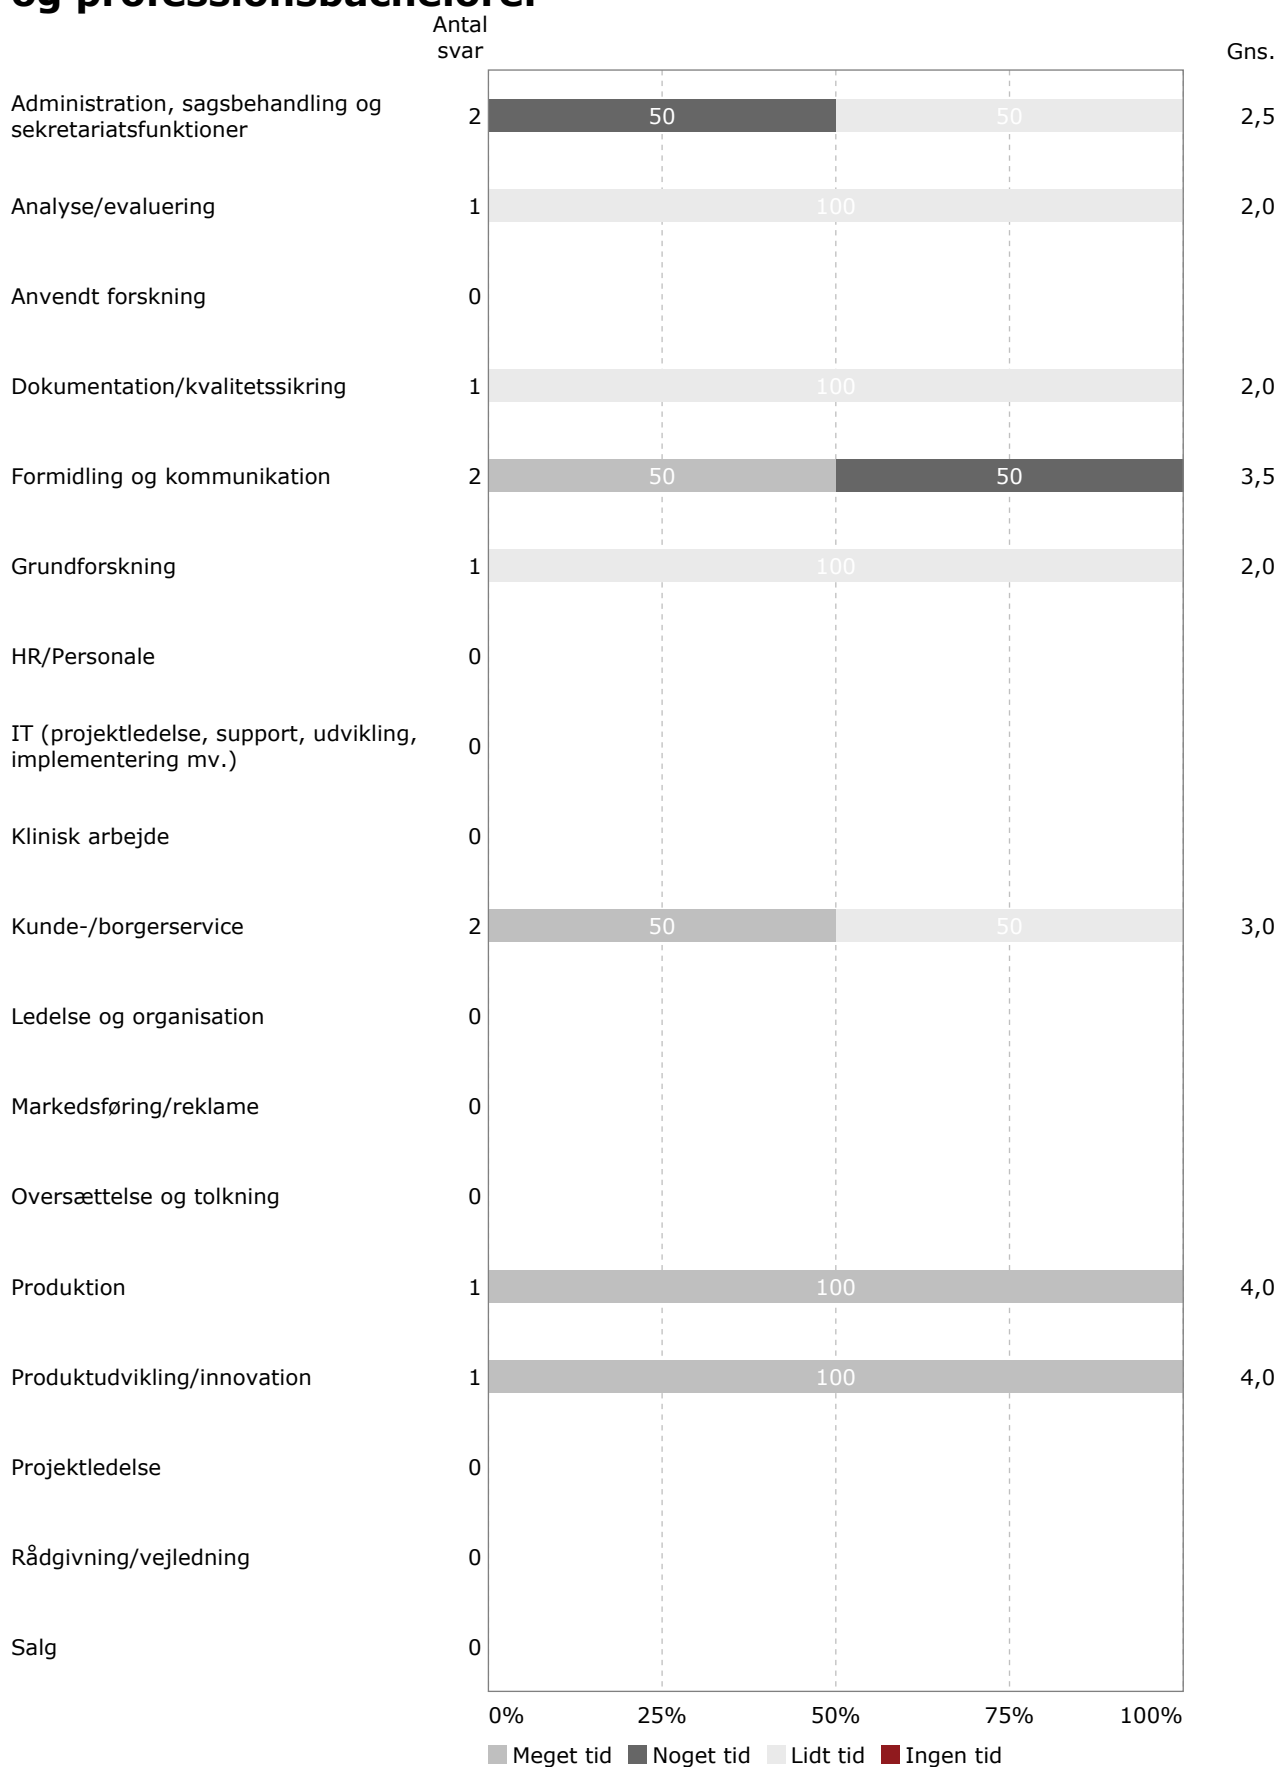 og professionsbachelorer
Antal
svar
Gns.
Administration, sagsbehandling og
sekretariatsfunktioner
2
50
50
2,5
Analyse/evaluering
1
100
2,0
Anvendt forskning
0
Dokumentation/kvalitetssikring
1
100
2,0
Formidling og kommunikation
2
50
50
3,5
Grundforskning
1
100
2,0
HR/Personale
0
IT (projektledelse, support, udvikling,
implementering mv.)
0
Klinisk arbejde
0
Kunde-/borgerservice
2
50
50
3,0
Ledelse og organisation
0
Markedsføring/reklame
0
Oversættelse og tolkning
0
Produktion
1
100
4,0
Produktudvikling/innovation
1
100
4,0
Projektledelse
0
Rådgivning/vejledning
0
Salg
0
0%
25%
50%
75%
100%
Meget tid
Noget tid
Lidt tid
Ingen tid